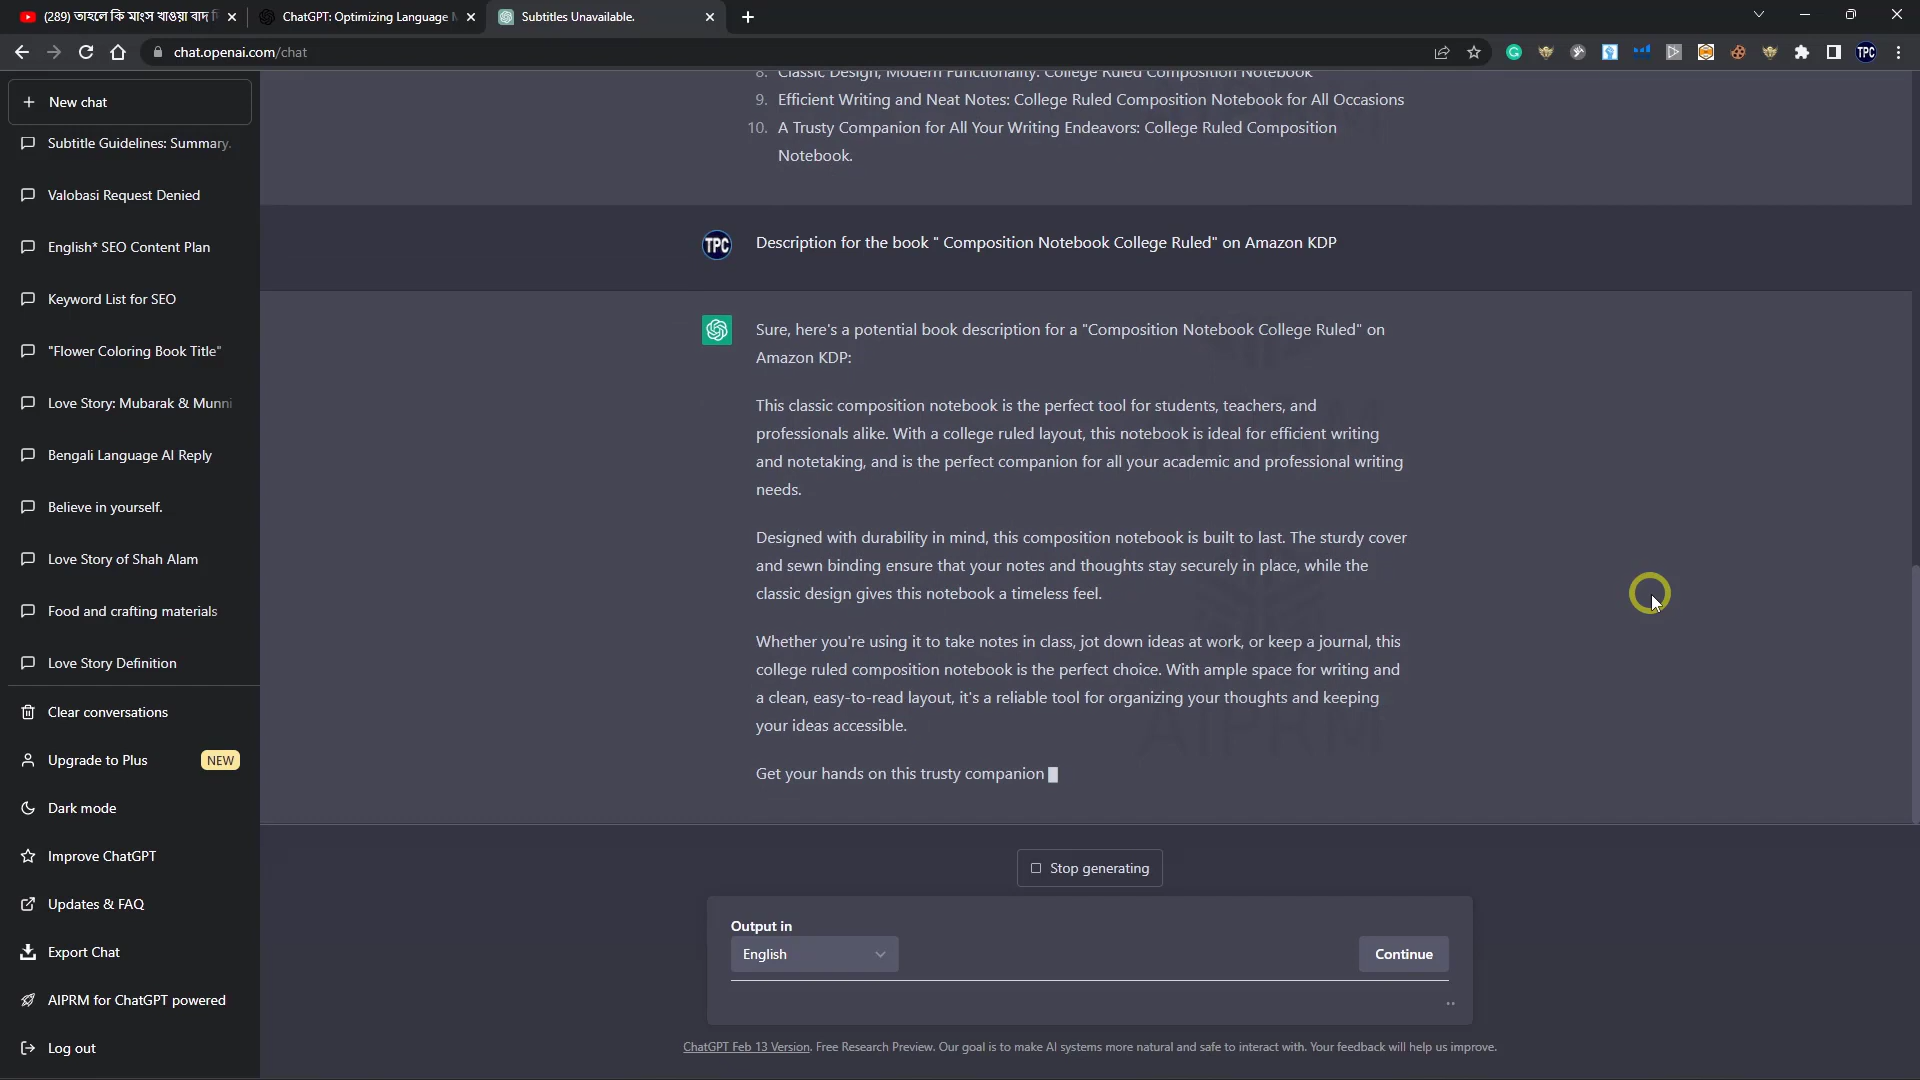 (289) তাহলে কি মাংস খাওয়া বাদ
ChatGPT: Optimizing Language
Subtitles Unavailable.
chat.openai.com/chat
TPC
New chat
Subtitle Guidelines: Summary.
Valobasi Request Denied
English* SEO Content Plan
Keyword List for SEO
"Flower Coloring Book Title"
Love Story: Mubarak & Munni
Bengali Language AI Reply
Believe in yourself.
Love Story of Shah Alam
Food and crafting materials
Love Story Definition
Clear conversations
Upgrade to Plus NEW
Dark mode
Improve ChatGPT
Updates & FAQ
Export Chat
AIPRM for ChatGPT powered
Log out
8. Classic Design, Modern Functionality: College Ruled Composition Notebook
9. Efficient Writing and Neat Notes: College Ruled Composition Notebook for All Occasions
10. A Trusty Companion for All Your Writing Endeavors: College Ruled Composition
Notebook.
TPC
Description for the book " Composition Notebook College Ruled" on Amazon KDP
Sure, here's a potential book description for a "Composition Notebook College Ruled" on
Amazon KDP:
This classic composition notebook is the perfect tool for students, teachers, and
professionals alike. With a college ruled layout, this notebook is ideal for efficient writing
and notetaking, and is the perfect companion for all your academic and professional writing
needs.
Designed with durability in mind, this composition notebook is built to last. The sturdy cover
and sewn binding ensure that your notes and thoughts stay securely in place, while the
classic design gives this notebook a timeless feel.
Whether you're using it to take notes in class, jot down ideas at work, or keep a journal, this
college ruled composition notebook is the perfect choice. With ample space for writing and
a clean, easy-to-read layout, it's a reliable tool for organizing your thoughts and keeping
your ideas accessible.
AIPRM
Get your hands on this trusty companion
Stop generating
Output in
English
Continue
ChatGPT Feb 13 Version. Free Research Preview. Our goal is to make AI systems more natural and safe to interact with. Your feedback will help us improve.